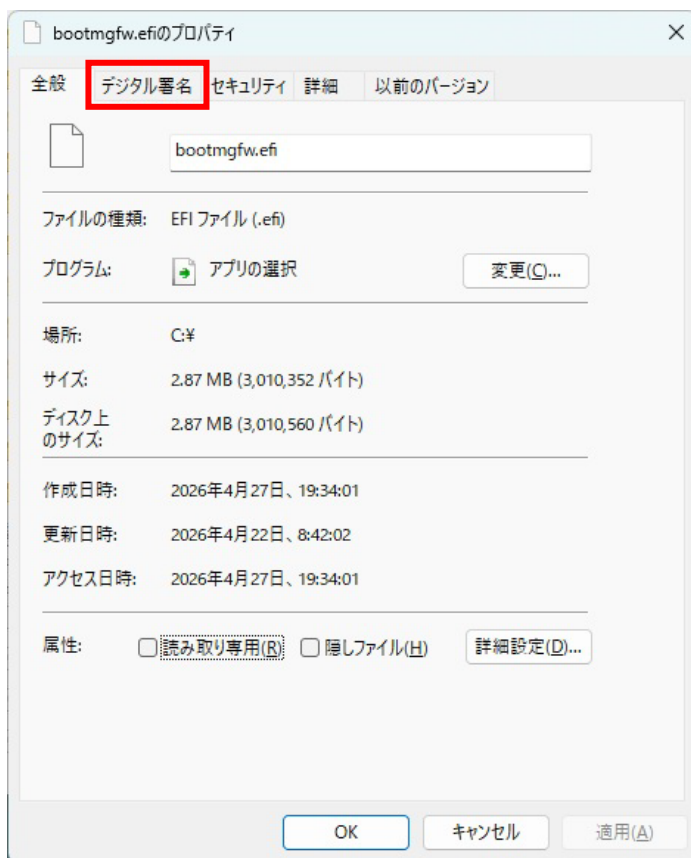 bootmgfw.efiのプロパティ
全般 デジタル署名 セキュリティ 詳細 以前のバージョン
bootmgfw.efi
ファイルの種類: EFI ファイル (.efi)
プログラム: アプリの選択 変更(C)...
場所: C:¥
サイズ: 2.87 MB (3,010,352 バイト)
ディスク上
のサイズ: 2.87 MB (3,010,560 バイト)
作成日時: 2026年4月27日、19:34:01
更新日時: 2026年4月22日、8:42:02
アクセス日時: 2026年4月27日、19:34:01
属性: 読み取り専用(R) 隠しファイル(H) 詳細設定(D)...
OK キャンセル 適用(A)